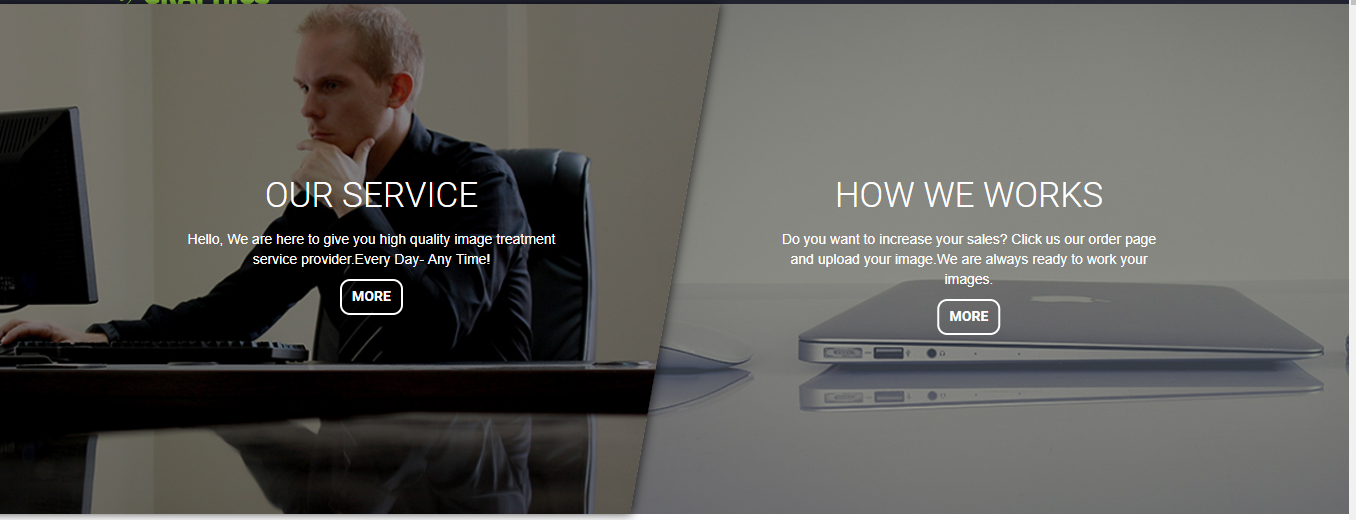 GRAPHICS
OUR SERVICE
Hello, We are here to give you high quality image treatment
service provider.Every Day- Any Time!
MORE
HOW WE WORKS
Do you want to increase your sales? Click us our order page
and upload your image.We are always ready to work your
images.
MORE